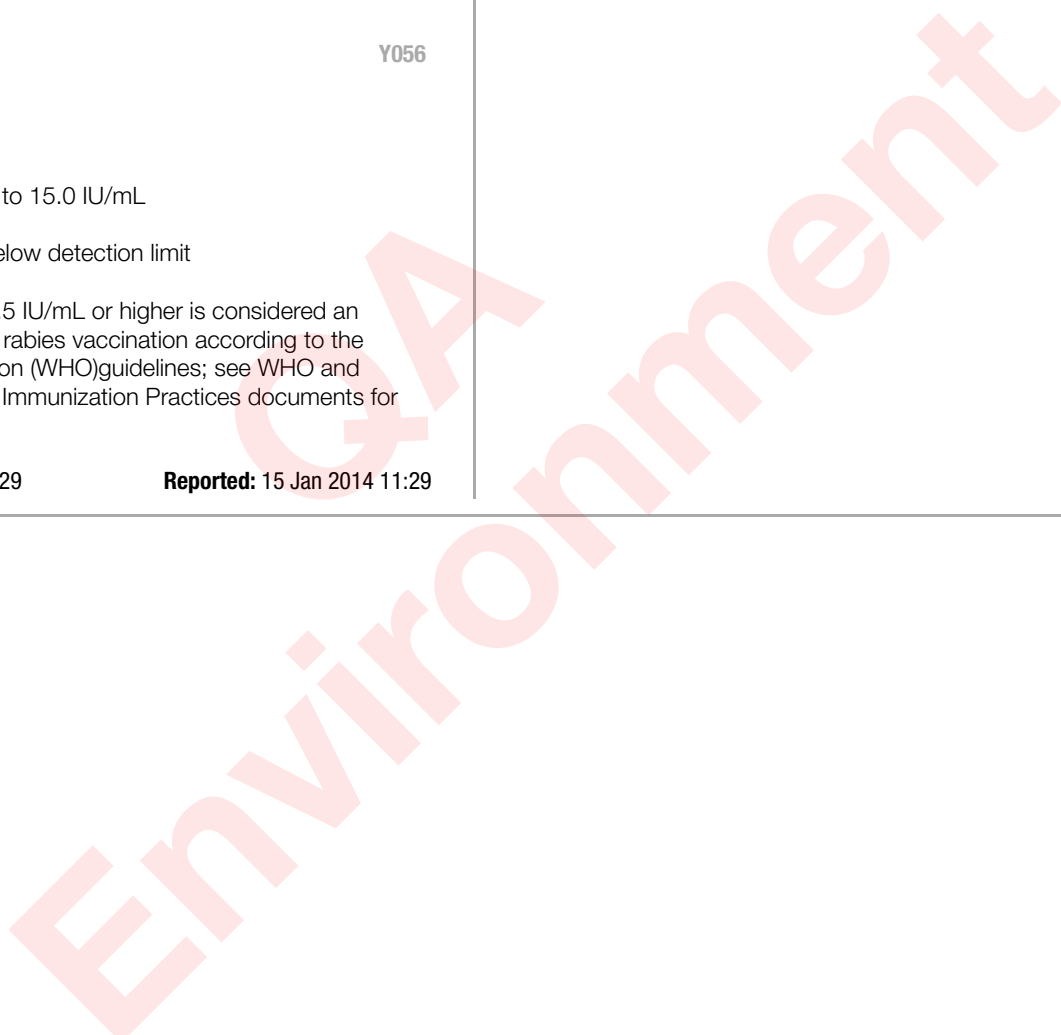 Y056
to 15.0 IU/mL
elow detection limit
.5 IU/mL or higher is considered an
rabies vaccination according to the
on (WHO)guidelines; see WHO and
Immunization Practices documents for
29 Reported: 15 Jan 2014 11:29
QA
Environment